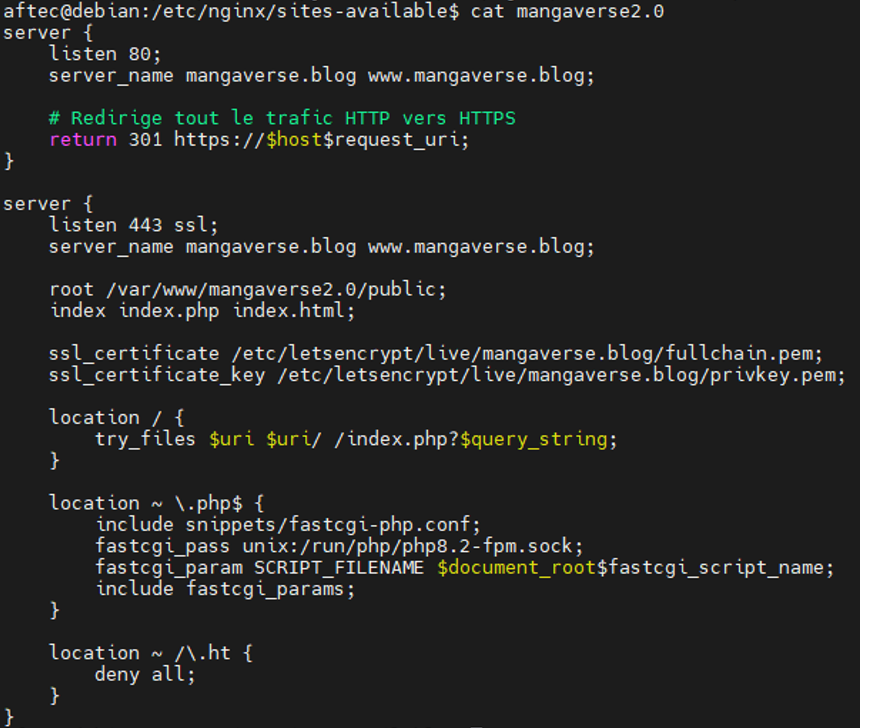 aftec@debian:/etc/nginx/sites-available$ cat mangaverse2.0
server {
    listen 80;
    server_name mangaverse.blog www.mangaverse.blog;

    # Redirige tout le trafic HTTP vers HTTPS
    return 301 https://$host$request_uri;
}

server {
    listen 443 ssl;
    server_name mangaverse.blog www.mangaverse.blog;

    root /var/www/mangaverse2.0/public;
    index index.php index.html;

    ssl_certificate /etc/letsencrypt/live/mangaverse.blog/fullchain.pem;
    ssl_certificate_key /etc/letsencrypt/live/mangaverse.blog/privkey.pem;

    location / {
        try_files $uri $uri/ /index.php?$query_string;
    }

    location ~ \.php$ {
        include snippets/fastcgi-php.conf;
        fastcgi_pass unix:/run/php/php8.2-fpm.sock;
        fastcgi_param SCRIPT_FILENAME $document_root$fastcgi_script_name;
        include fastcgi_params;
    }

    location ~ /\.ht {
        deny all;
    }
}